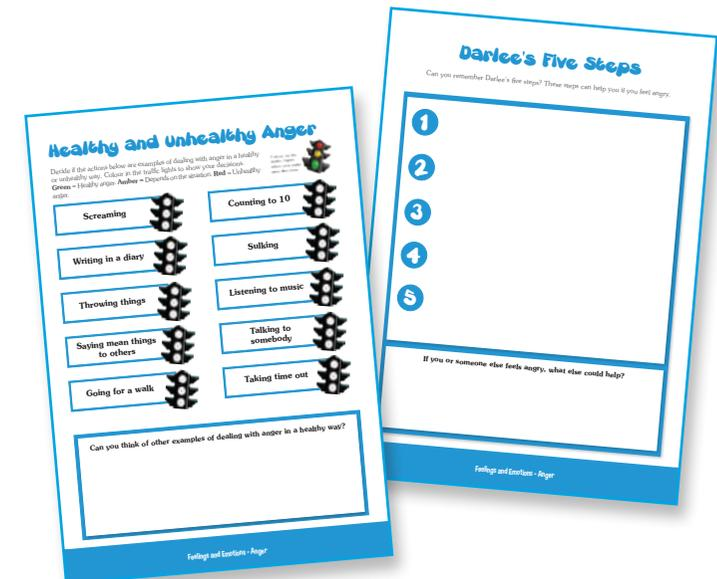 Healthy and Unhealthy Anger
Decide if the actions below are examples of dealing with anger in a healthy
or unhealthy way. Colour in the traffic lights to show your decisions.
Green = Healthy anger. Amber = Depends on the situation. Red = Unhealthy
anger.
Screaming
Writing in a diary
Throwing things
Saying mean things
to others
Going for a walk
Counting to 10
Sulking
Listening to music
Talking to
somebody
Taking time out
Can you think of other examples of dealing with anger in a healthy way?
Feelings and Emotions - Anger
Darlee's Five Steps
Can you remember Darlee's five steps? These steps can help you if you feel angry.
1
2
3
4
5
If you or someone else feels angry, what else could help?
Feelings and Emotions - Anger